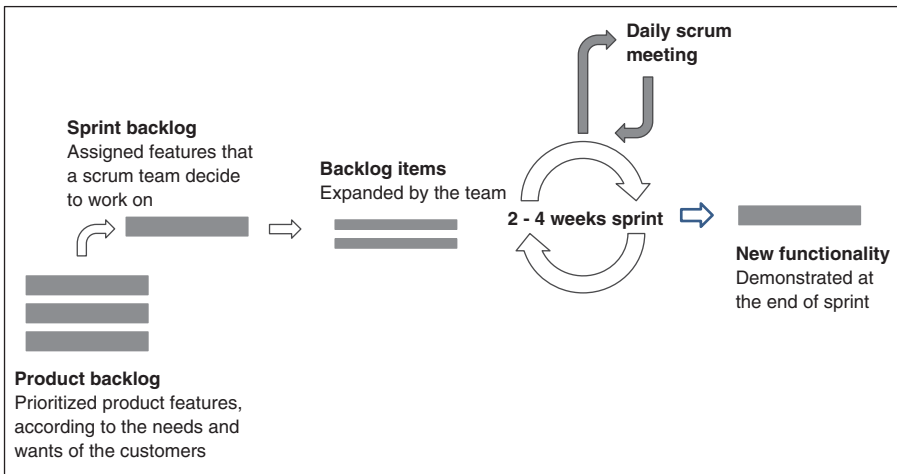 Daily scrum
meeting
Sprint backlog
Assigned features that
a scrum team decide
to work on
Backlog items
Expanded by the team
2 - 4 weeks sprint
New functionality
Demonstrated at
the end of sprint
Product backlog
Prioritized product features,
according to the needs and
wants of the customers